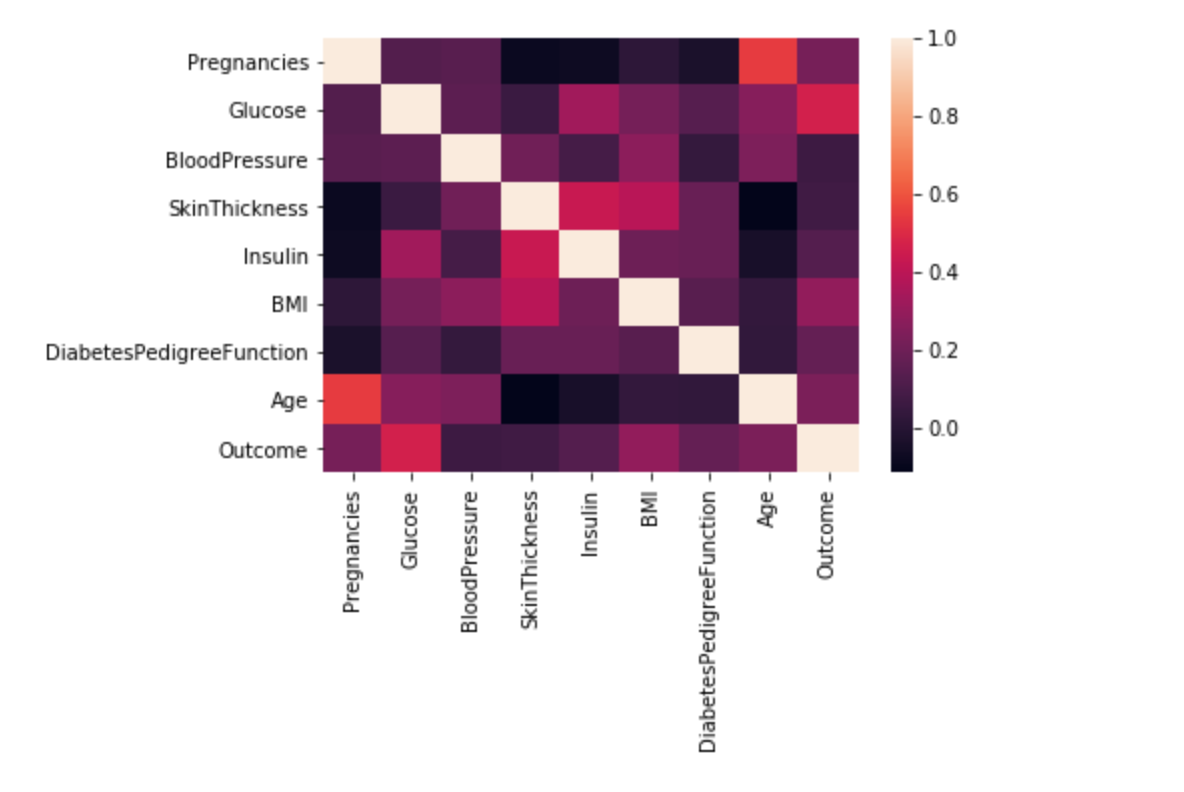 Pregnancies
Glucose
BloodPressure
SkinThickness
Insulin
BMI
DiabetesPedigreeFunction
Age
Outcome
Pregnancies
Glucose
BloodPressure
SkinThickness
Insulin
BMI
DiabetesPedigreeFunction
Age
Outcome
1.0
0.8
0.6
0.4
0.2
0.0